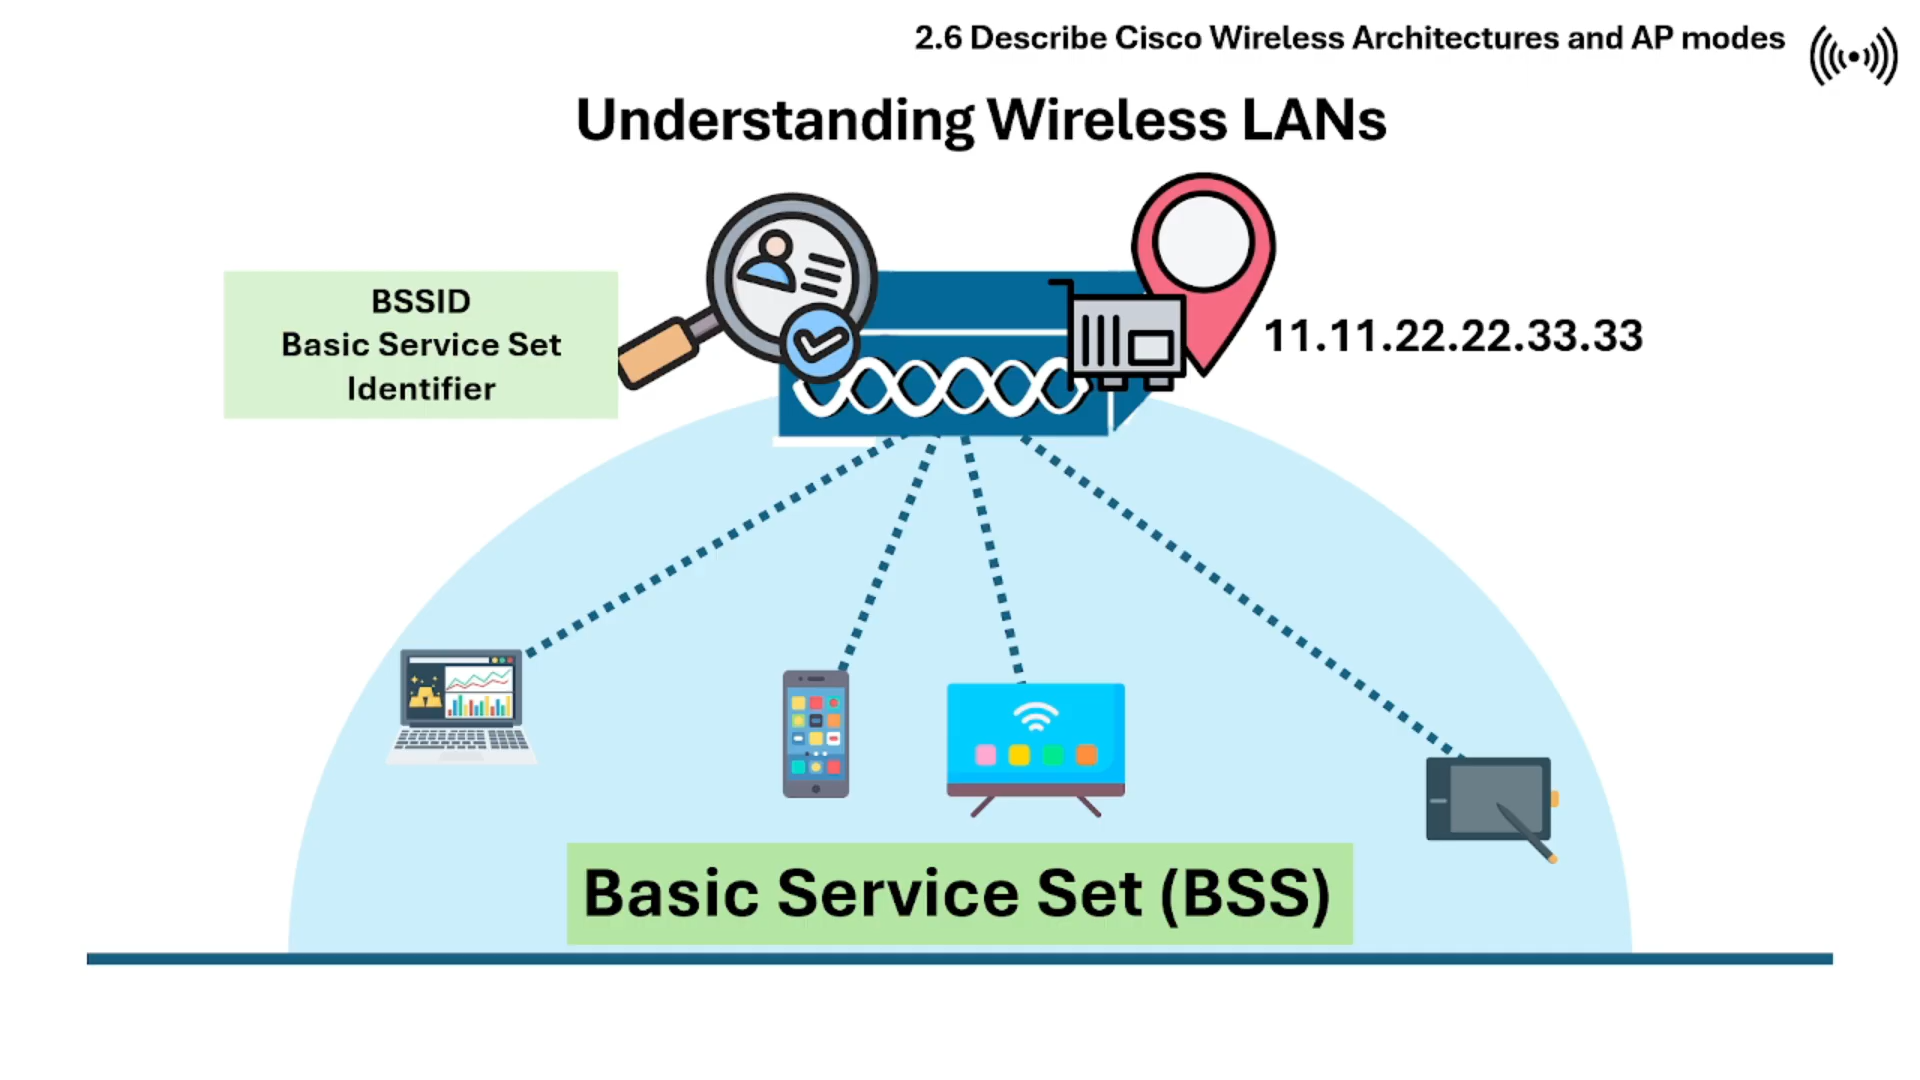 2.6 Describe Cisco Wireless Architectures and AP modes
Understanding Wireless LANs
BSSID
Basic Service Set
Identifier
11.11.22.22.33.33
Basic Service Set (BSS)